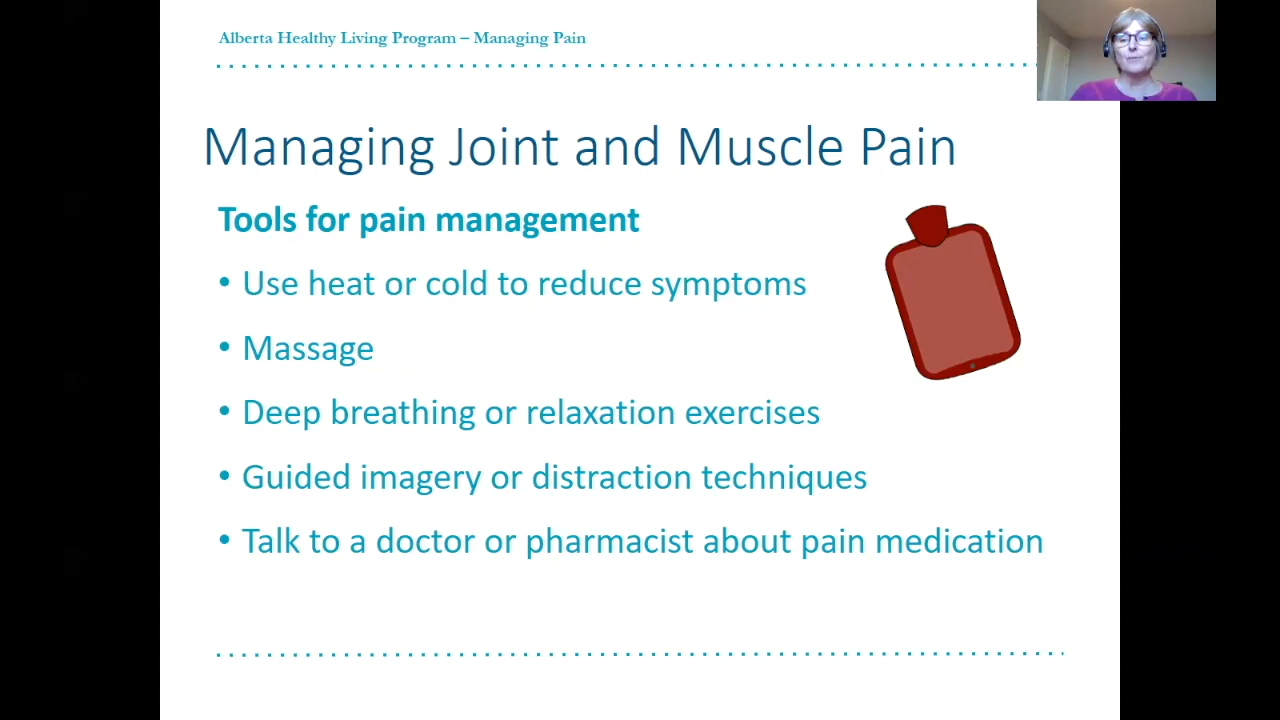 Alberta Healthy Living Program – Managing Pain
Managing Joint and Muscle Pain
Tools for pain management
• Use heat or cold to reduce symptoms
• Massage
• Deep breathing or relaxation exercises
• Guided imagery or distraction techniques
• Talk to a doctor or pharmacist about pain medication